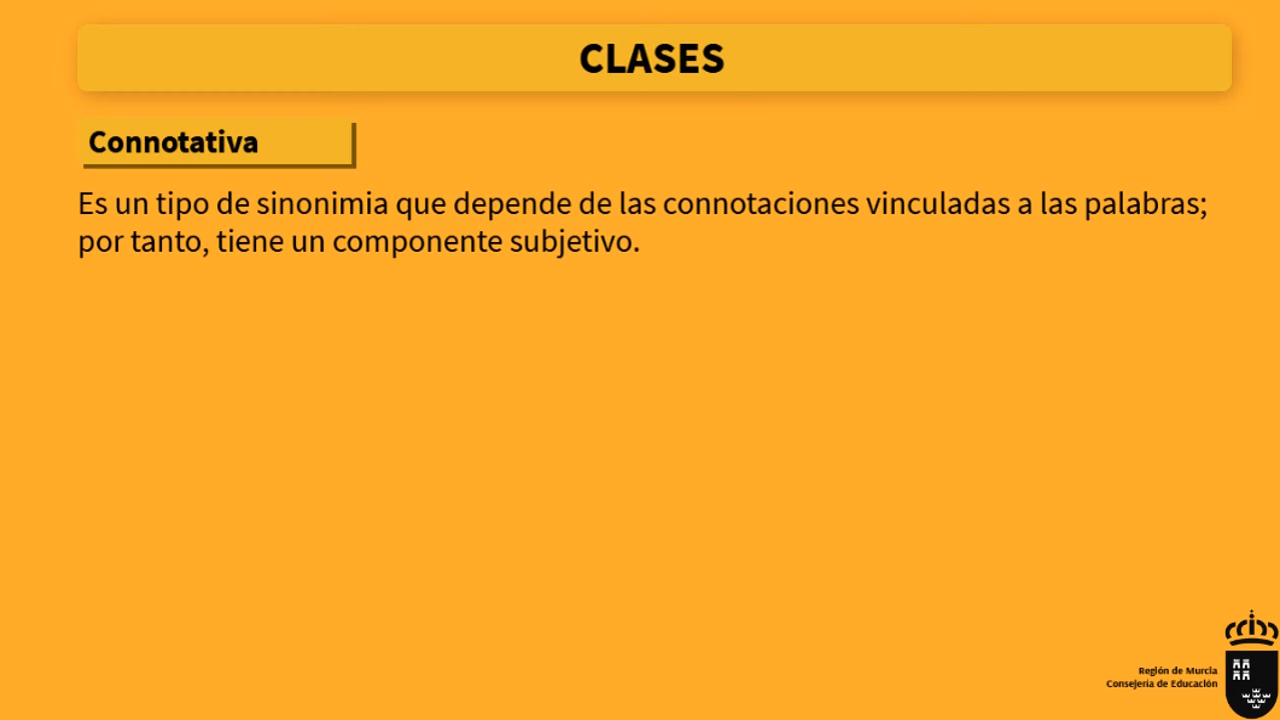 CLASES
Connotativa
Es un tipo de sinonimia que depende de las connotaciones vinculadas a las palabras;
por tanto, tiene un componente subjetivo.
Región de Murcia
Consejería de Educación